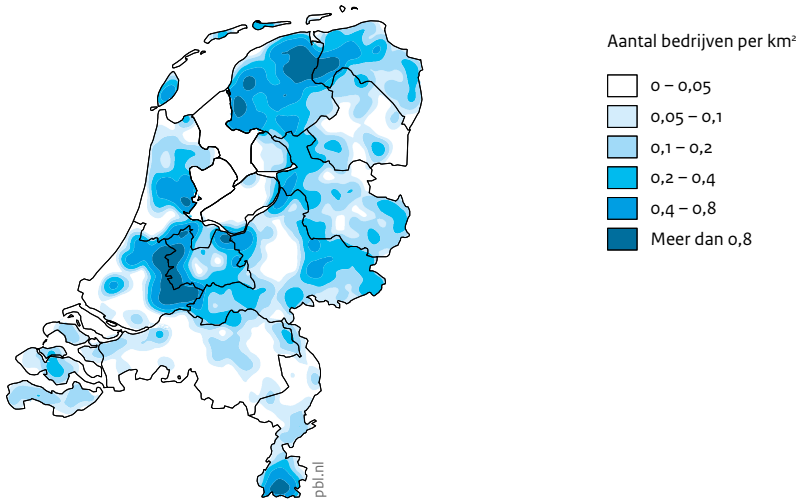 Aantal bedrijven per km²
0 – 0,05
0,05 – 0,1
0,1 – 0,2
0,2 – 0,4
0,4 – 0,8
Meer dan 0,8
pbl.nl